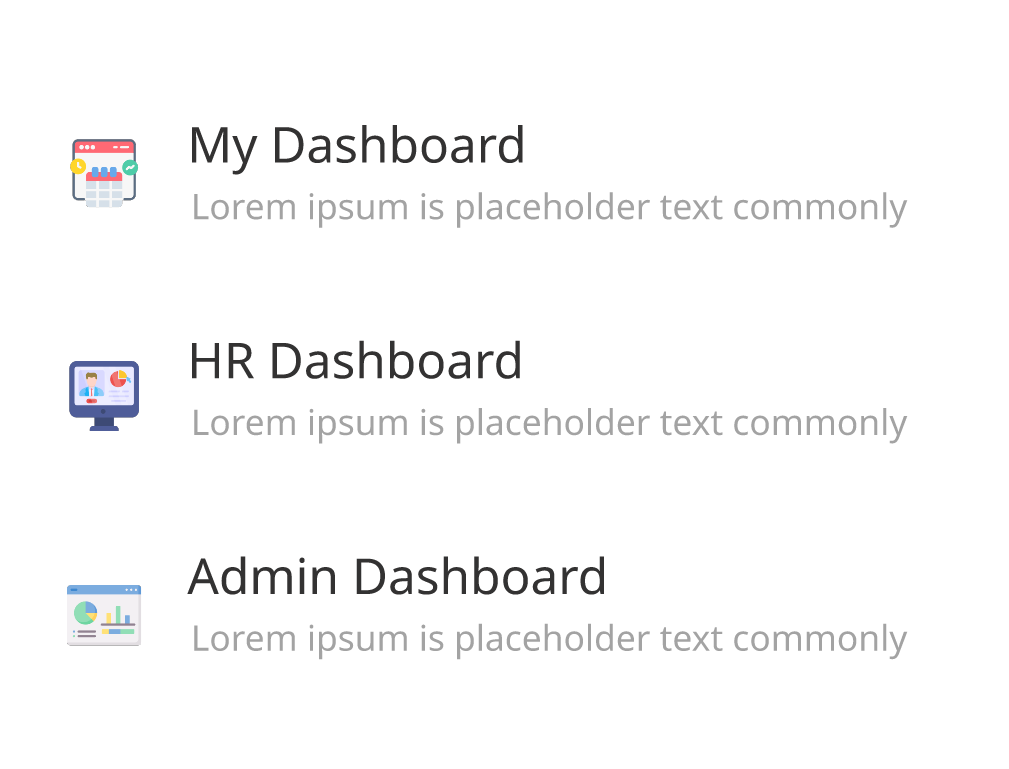 My Dashboard
Lorem ipsum is placeholder text commonly
HR Dashboard
Lorem ipsum is placeholder text commonly
Admin Dashboard
Lorem ipsum is placeholder text commonly